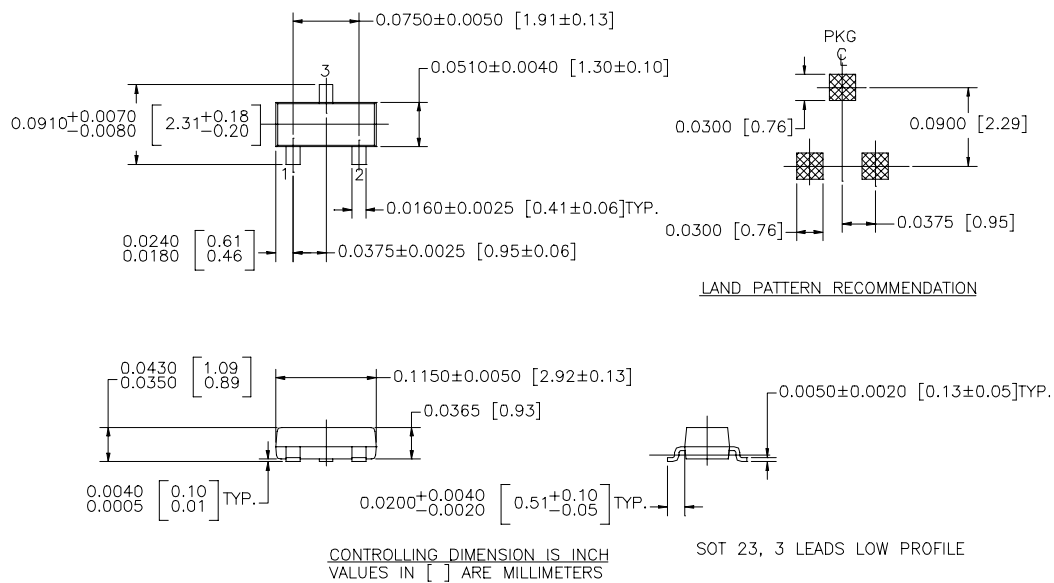 0.0750±0.0050 [1.91±0.13]
3
0.0510±0.0040 [1.30±0.10]
0.0910+0.0070 -0.0080 [2.31+0.18 -0.20]
1 2
0.0160±0.0025 [0.41±0.06]TYP.
0.0240 [0.61]
0.0180 [0.46]
0.0375±0.0025 [0.95±0.06]
PKG
CL
0.0300 [0.76]
0.0900 [2.29]
0.0300 [0.76]
0.0375 [0.95]
LAND PATTERN RECOMMENDATION
0.0430 [1.09]
0.0350 [0.89]
0.1150±0.0050 [2.92±0.13]
0.0365 [0.93]
0.0040 [0.10]
0.0005 [0.01] TYP.
0.0050±0.0020 [0.13±0.05]TYP.
0.0200+0.0040 -0.0020 [0.51+0.10 -0.05] TYP.
CONTROLLING DIMENSION IS INCH
VALUES IN [ ] ARE MILLIMETERS
SOT 23, 3 LEADS LOW PROFILE